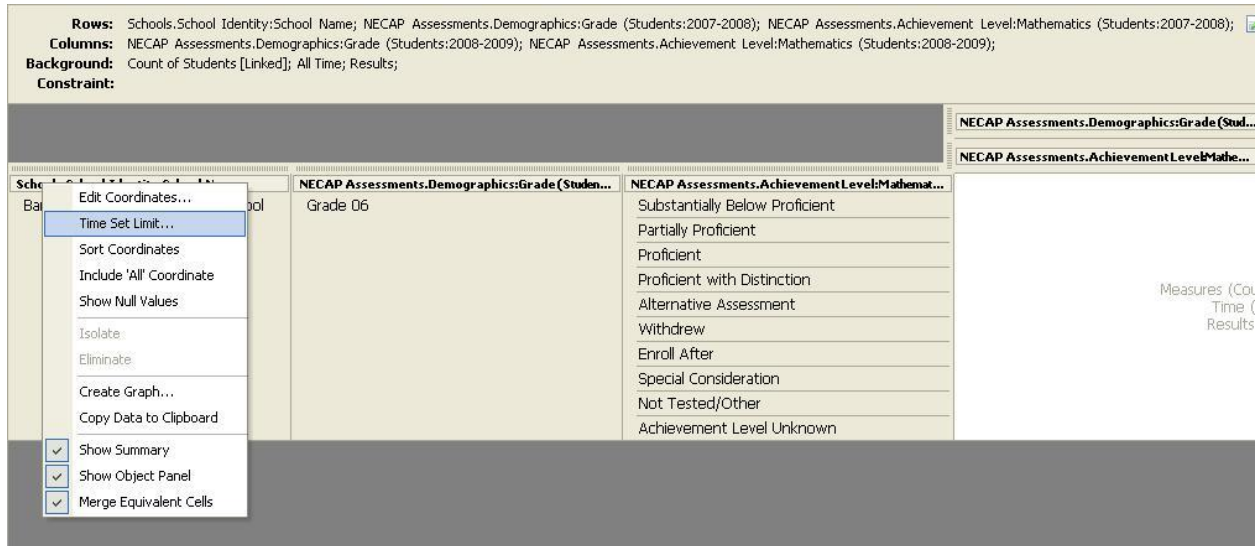 Rows: Schools.School Identity:School Name; NECAP Assessments.Demographics:Grade (Students:2007-2008); NECAP Assessments.Achievement Level:Mathematics (Students:2007-2008);
Columns: NECAP Assessments.Demographics:Grade (Students:2008-2009); NECAP Assessments.Achievement Level:Mathematics (Students:2008-2009);
Background: Count of Students [Linked]; All Time; Results;
Constraint:
NECAP Assessments.Demographics:Grade (Stud...
NECAP Assessments.Achievement Level:Mathe...
NECAP Assessments.Demographics:Grade (Studen...
NECAP Assessments.Achievement Level:Mathemat...
Grade 06
Substantially Below Proficient
Partially Proficient
Proficient
Proficient with Distinction
Alternative Assessment
Withdrew
Enroll After
Special Consideration
Not Tested/Other
Achievement Level Unknown
Measures (Cou
Time (
Results
Edit Coordinates...
Time Set Limit...
Sort Coordinates
Include 'All' Coordinate
Show Null Values
Isolate
Eliminate
Create Graph...
Copy Data to Clipboard
Show Summary
Show Object Panel
Merge Equivalent Cells